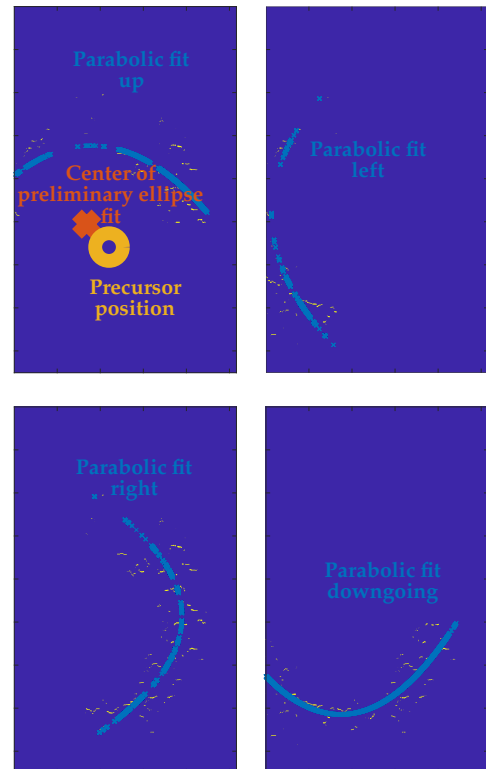 Parabolic fit
up
Center of
preliminary ellipse
fit
Precursor
position
Parabolic fit
left
Parabolic fit
right
Parabolic fit
downgoing